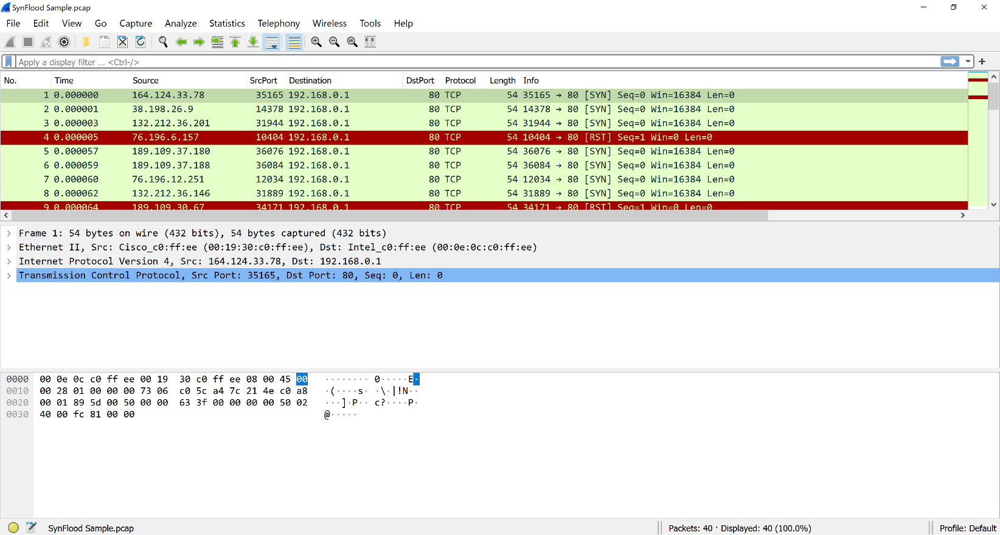 SynFlood Sample.pcap
File Edit View Go Capture Analyze Statistics Telephony Wireless Tools Help
Apply a display filter ... <Ctrl-/>
No. Time Source SrcPort Destination DstPort Protocol Length Info
1 0.000000 164.124.33.78 35165 192.168.0.1 80 TCP 54 35165 → 80 [SYN] Seq=0 Win=16384 Len=0
2 0.000001 38.198.26.9 14378 192.168.0.1 80 TCP 54 14378 → 80 [SYN] Seq=0 Win=16384 Len=0
3 0.000003 132.212.36.201 31944 192.168.0.1 80 TCP 54 31944 → 80 [SYN] Seq=0 Win=16384 Len=0
4 0.000005 76.196.6.157 10404 192.168.0.1 80 TCP 54 10404 → 80 [RST] Seq=1 Win=0 Len=0
5 0.000057 189.109.37.180 36076 192.168.0.1 80 TCP 54 36076 → 80 [SYN] Seq=0 Win=16384 Len=0
6 0.000059 189.109.37.188 36084 192.168.0.1 80 TCP 54 36084 → 80 [SYN] Seq=0 Win=16384 Len=0
7 0.000060 76.196.12.251 12034 192.168.0.1 80 TCP 54 12034 → 80 [SYN] Seq=0 Win=16384 Len=0
8 0.000062 132.212.36.146 31889 192.168.0.1 80 TCP 54 31889 → 80 [SYN] Seq=0 Win=16384 Len=0
9 0.000064 189.109.30.67 34171 192.168.0.1 80 TCP 54 34171 → 80 [RST] Seq=1 Win=0 Len=0
Frame 1: 54 bytes on wire (432 bits), 54 bytes captured (432 bits)
Ethernet II, Src: Cisco_c0:ff:ee (00:19:30:c0:ff:ee), Dst: Intel_c0:ff:ee (00:0e:0c:c0:ff:ee)
Internet Protocol Version 4, Src: 164.124.33.78, Dst: 192.168.0.1
Transmission Control Protocol, Src Port: 35165, Dst Port: 80, Seq: 0, Len: 0
0000 00 0e 0c c0 ff ee 00 19 30 c0 ff ee 08 00 45 00 ········ 0·····E·
0010 00 28 01 00 00 00 73 06 c0 5c a4 7c 21 4e c0 a8 ·(····s· ·\·|!N··
0020 00 01 89 5d 00 50 00 00 63 3f 00 00 00 00 50 02 ···]·P·· c?····P·
0030 40 00 fc 81 00 00 @·····
SynFlood Sample.pcap Packets: 40 · Displayed: 40 (100.0%) Profile: Default